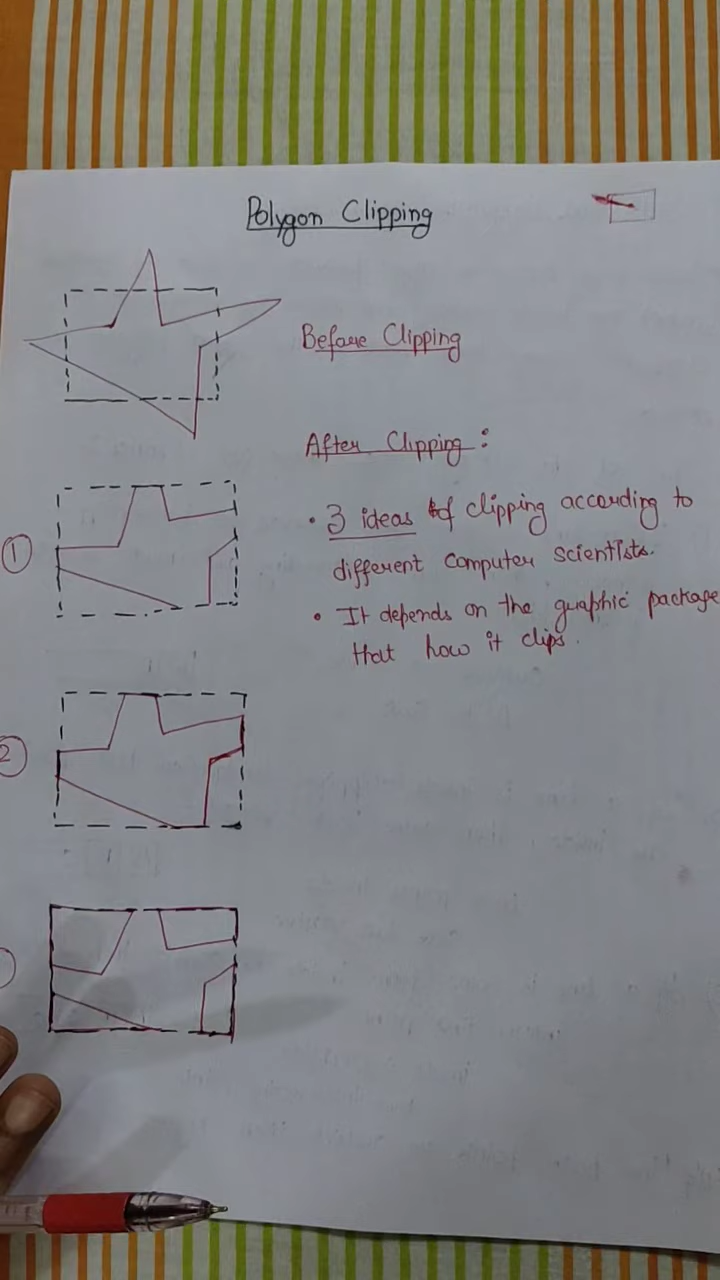 Polygon Clipping
Before Clipping
After Clipping :
1
• 3 ideas of clipping according to
different computer scientists.
• It depends on the graphic package
that how it clips.
2